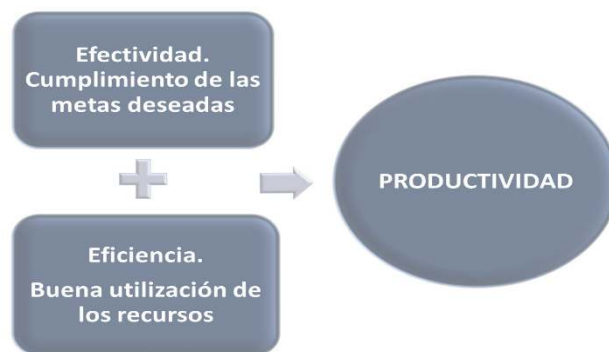 Efectividad.
Cumplimiento de las
metas deseadas
Eficiencia.
Buena utilización de
los recursos
PRODUCTIVIDAD